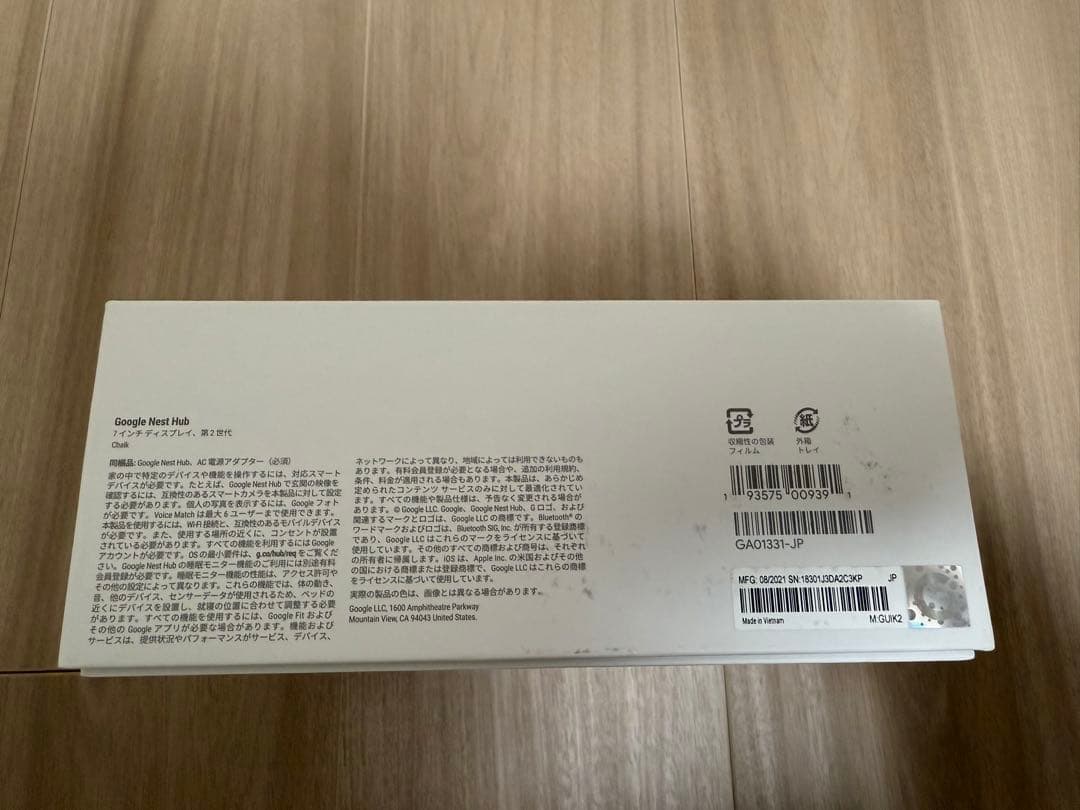 Google Nest Hub
7 インチ ディスプレイ、第 2 世代
Chalk
同梱品: Google Nest Hub、AC 電源アダプター（必須）
家の中で特定のデバイスや機能を操作するには、対応スマート
デバイスが必要です。たとえば、Google Nest Hub で玄関の映像を
確認するには、互換性のあるスマートカメラを本製品に対して設定
する必要があります。個人の写真を表示するには、Google フォト
が必要です。Voice Match は最大 6 ユーザーまで使用できます。
本製品を使用するには、Wi-Fi 接続と、互換性のあるモバイルデバイス
が必要です。また、使用する場所の近くに、コンセントが設置
されている必要があります。すべての機能を利用するには Google
アカウントが必要です。OS の最小要件は、g.co/hub/req をご覧くだ
さい。Google Nest Hub の睡眠モニター機能のご利用には別途有料
会員登録が必要です。睡眠モニター機能の性能は、アクセス許可や
その他の設定によって異なります。これらの機能では、体の動き、
音、他のデバイス、センサーデータが使用されるため、ベッドの
近くにデバイスを設置し、就寝の位置に合わせて調整する必要が
あります。すべての機能を使用するには、Google Fit および
その他の Google アプリが必要な場合があります。機能および
サービスは、提供状況やパフォーマンスがサービス、デバイス、
ネットワークによって異なり、地域によっては利用できないものも
あります。有料会員登録が必要となる場合や、追加の利用規約、
条件、料金が適用される場合もあります。本製品は、あらかじめ
定められたコンテンツ サービスのみに対して最適化されていま
す。すべての機能や製品仕様は、予告なく変更される場合が
あります。© Google LLC. Google、Google Nest Hub、G ロゴ、および
関連するマークとロゴは、Google LLC の商標です。Bluetooth® の
ワードマークおよびロゴは、Bluetooth SIG, Inc. が所有する登録商標
であり、Google LLC はこれらのマークをライセンスに基づいて
使用しています。その他のすべての商標および商号は、それぞれ
の所有者に帰属します。iOS は、Apple Inc. の米国およびその他
の国における商標または登録商標で、Google LLC はこれらの商標
をライセンスに基づいて使用しています。
実際の製品の色は、画像とは異なる場合があります。
Google LLC, 1600 Amphitheatre Parkway
Mountain View, CA 94043 United States.
プラ
収縮性の包装
フィルム
紙
外箱
トレイ
1 93575 00939 1
GA01331-JP
MFG: 08/2021 SN:18301J3DA2C3KP JP
Made in Vietnam M:GUIK2